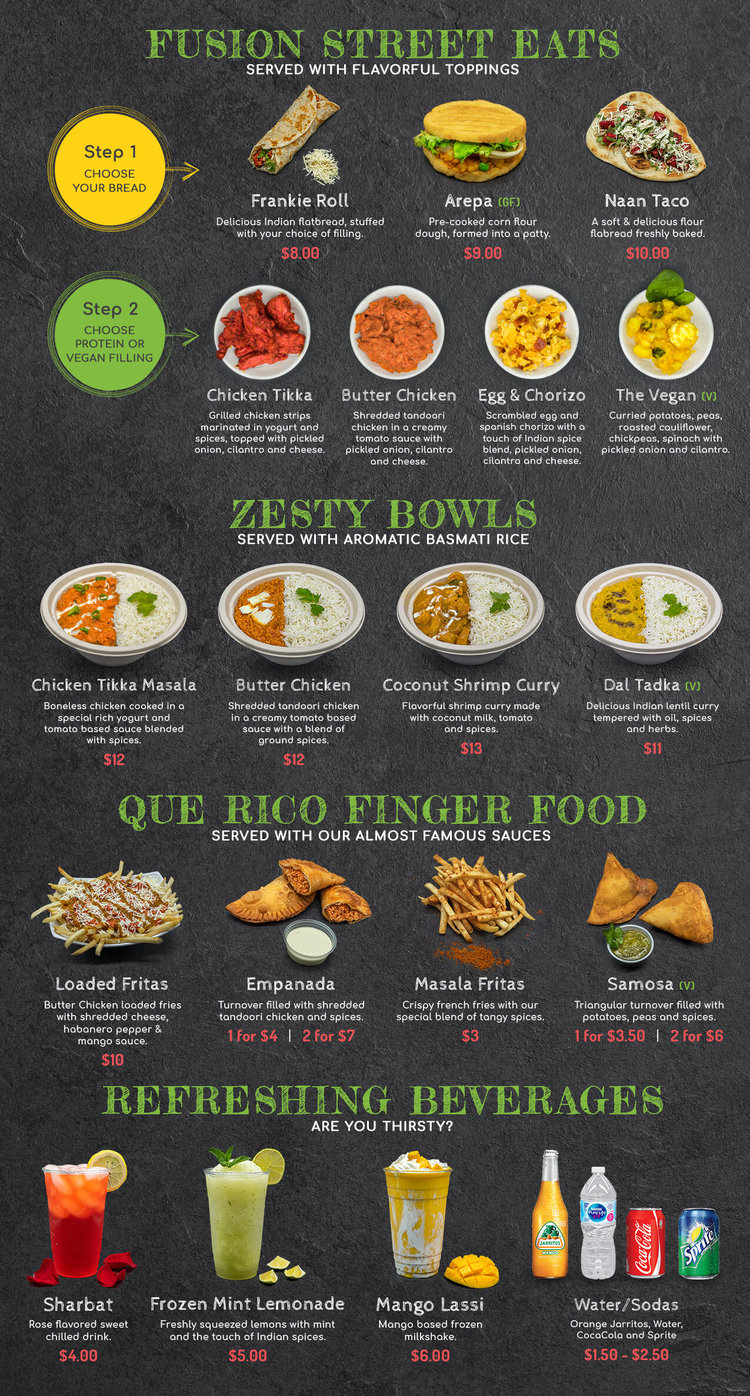 FUSION STREET EATS
SERVED WITH FLAVORFUL TOPPINGS
Step 1
CHOOSE
YOUR BREAD
Frankie Roll
Delicious Indian flatbread, stuffed
with your choice of filling.
$8.00
Arepa (GF)
Pre-cooked corn flour
dough, formed into a patty.
$9.00
Naan Taco
A soft & delicious flour
flabread freshly baked.
$10.00
Step 2
CHOOSE
PROTEIN OR
VEGAN FILLING
Chicken Tikka
Grilled chicken strips
marinated in yogurt and
spices, topped with pickled
onion, cilantro and cheese.
Butter Chicken
Shredded tandoori
chicken in a creamy
tomato sauce with
pickled onion, cilantro
and cheese.
Egg & Chorizo
Scrambled egg and
spanish chorizo with a
touch of Indian spice
blend, pickled onion,
cilantro and cheese.
The Vegan (V)
Curried potatoes, peas,
roasted cauliflower,
chickpeas, spinach with
pickled onion and cilantro.
ZESTY BOWLS
SERVED WITH AROMATIC BASMATI RICE
Chicken Tikka Masala
Boneless chicken cooked in a
special rich yogurt and
tomato based sauce blended
with spices.
$12
Butter Chicken
Shredded tandoori chicken
in a creamy tomato based
sauce with a blend of
ground spices.
$12
Coconut Shrimp Curry
Flavorful shrimp curry made
with coconut milk, tomato
and spices.
$13
Dal Tadka (V)
Delicious Indian lentil curry
tempered with oil, spices
and herbs.
$11
QUE RICO FINGER FOOD
SERVED WITH OUR ALMOST FAMOUS SAUCES
Loaded Fritas
Butter Chicken loaded fries
with shredded cheese,
habanero pepper &
mango sauce.
$10
Empanada
Turnover filled with shredded
tandoori chicken and spices.
1 for $4 | 2 for $7
Masala Fritas
Crispy french fries with our
special blend of tangy spices.
$3
Samosa (V)
Triangular turnover filled with
potatoes, peas and spices.
1 for $3.50 | 2 for $6
REFRESHING BEVERAGES
ARE YOU THIRSTY?
Sharbat
Rose flavored sweet
chilled drink.
$4.00
Frozen Mint Lemonade
Freshly squeezed lemons with mint
and the touch of Indian spices.
$5.00
Mango Lassi
Mango based frozen
milkshake.
$6.00
JARRITOS
Coca-Cola
Sprite
Water/Sodas
Orange Jarritos, Water,
CocaCola and Sprite
$1.50 - $2.50